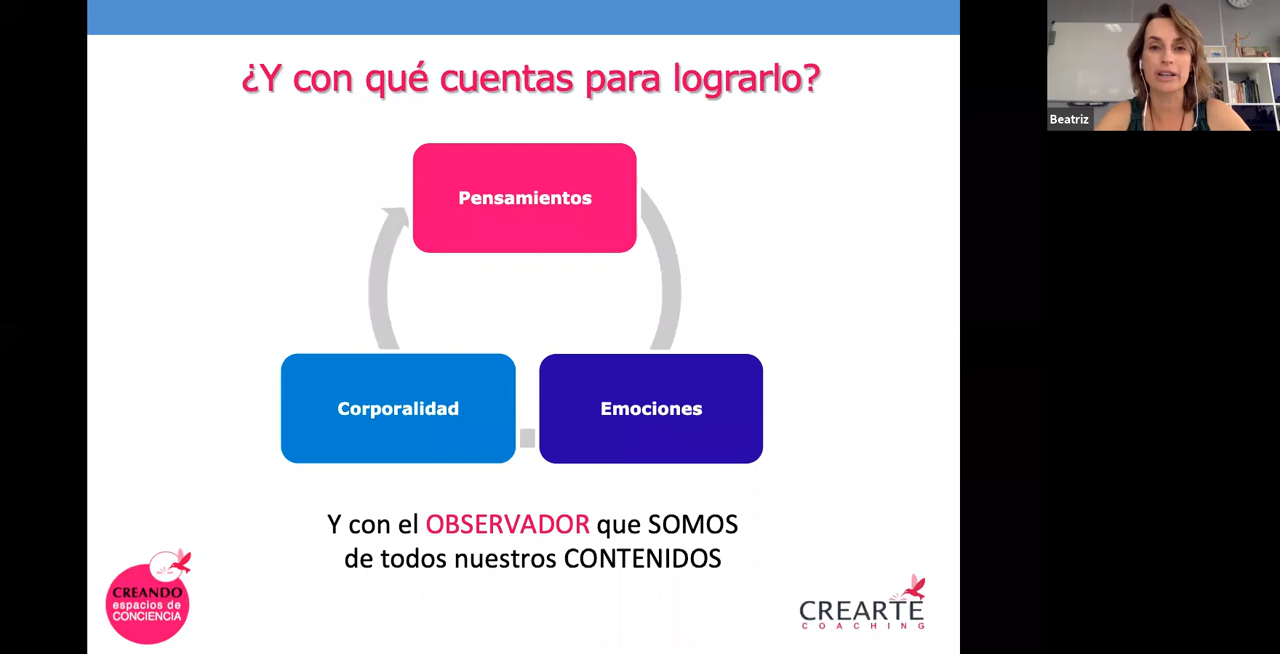 ¿Y con qué cuentas para lograrlo?
Beatriz
Pensamientos
Corporalidad
Emociones
Y con el OBSERVADOR que SOMOS
de todos nuestros CONTENIDOS
CREANDO
espacios de
CONCIENCIA
CREARTE
COACHING